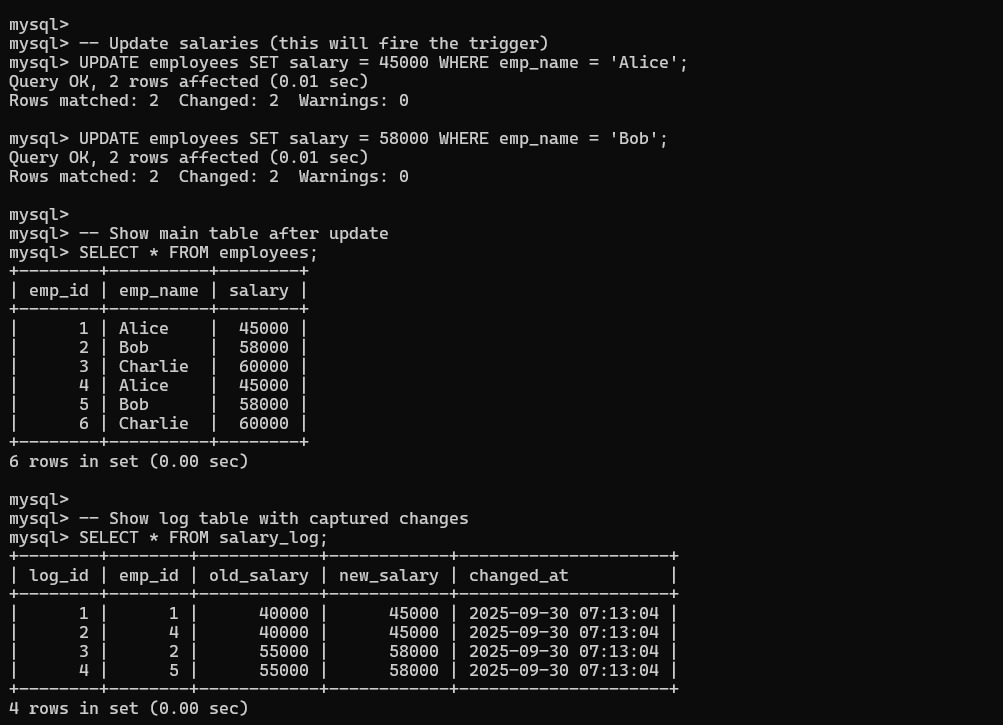 mysql>
mysql> -- Update salaries (this will fire the trigger)
mysql> UPDATE employees SET salary = 45000 WHERE emp_name = 'Alice';
Query OK, 2 rows affected (0.01 sec)
Rows matched: 2  Changed: 2  Warnings: 0

mysql> UPDATE employees SET salary = 58000 WHERE emp_name = 'Bob';
Query OK, 2 rows affected (0.01 sec)
Rows matched: 2  Changed: 2  Warnings: 0

mysql>
mysql> -- Show main table after update
mysql> SELECT * FROM employees;
+--------+----------+--------+
| emp_id | emp_name | salary |
+--------+----------+--------+
|      1 | Alice    |  45000 |
|      2 | Bob      |  58000 |
|      3 | Charlie  |  60000 |
|      4 | Alice    |  45000 |
|      5 | Bob      |  58000 |
|      6 | Charlie  |  60000 |
+--------+----------+--------+
6 rows in set (0.00 sec)

mysql>
mysql> -- Show log table with captured changes
mysql> SELECT * FROM salary_log;
+--------+--------+------------+------------+---------------------+
| log_id | emp_id | old_salary | new_salary | changed_at          |
+--------+--------+------------+------------+---------------------+
|      1 |      1 |      40000 |      45000 | 2025-09-30 07:13:04 |
|      2 |      4 |      40000 |      45000 | 2025-09-30 07:13:04 |
|      3 |      2 |      55000 |      58000 | 2025-09-30 07:13:04 |
|      4 |      5 |      55000 |      58000 | 2025-09-30 07:13:04 |
+--------+--------+------------+------------+---------------------+
4 rows in set (0.00 sec)